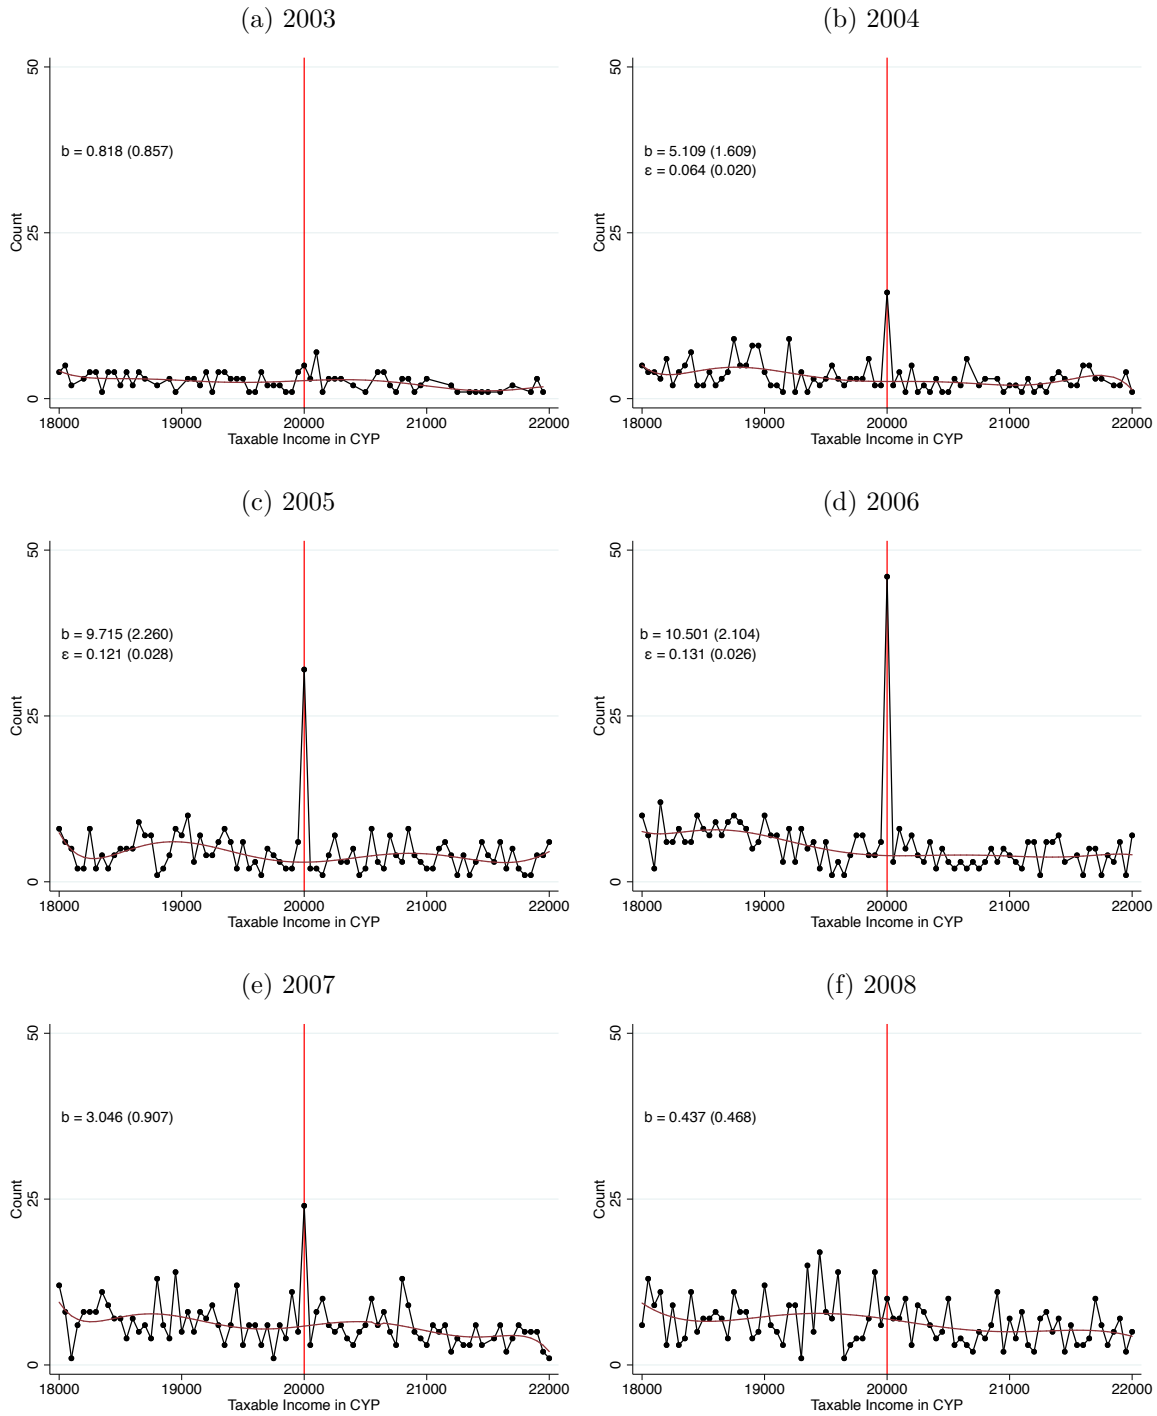 (a) 2003
50
25
0
Count
b = 0.818 (0.857)
18000 19000 20000 21000 22000
Taxable Income in CYP
(b) 2004
50
25
0
Count
b = 5.109 (1.609)
ε = 0.064 (0.020)
18000 19000 20000 21000 22000
Taxable Income in CYP
(c) 2005
50
25
0
Count
b = 9.715 (2.260)
ε = 0.121 (0.028)
18000 19000 20000 21000 22000
Taxable Income in CYP
(d) 2006
50
25
0
Count
b = 10.501 (2.104)
ε = 0.131 (0.026)
18000 19000 20000 21000 22000
Taxable Income in CYP
(e) 2007
50
25
0
Count
b = 3.046 (0.907)
18000 19000 20000 21000 22000
Taxable Income in CYP
(f) 2008
50
25
0
Count
b = 0.437 (0.468)
18000 19000 20000 21000 22000
Taxable Income in CYP